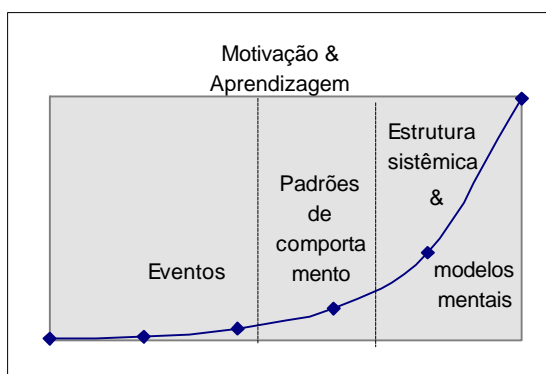 Motivação &
Aprendizagem
Eventos
Padrões
de
comporta
mento
Estrutura
sistêmica
&
modelos
mentais